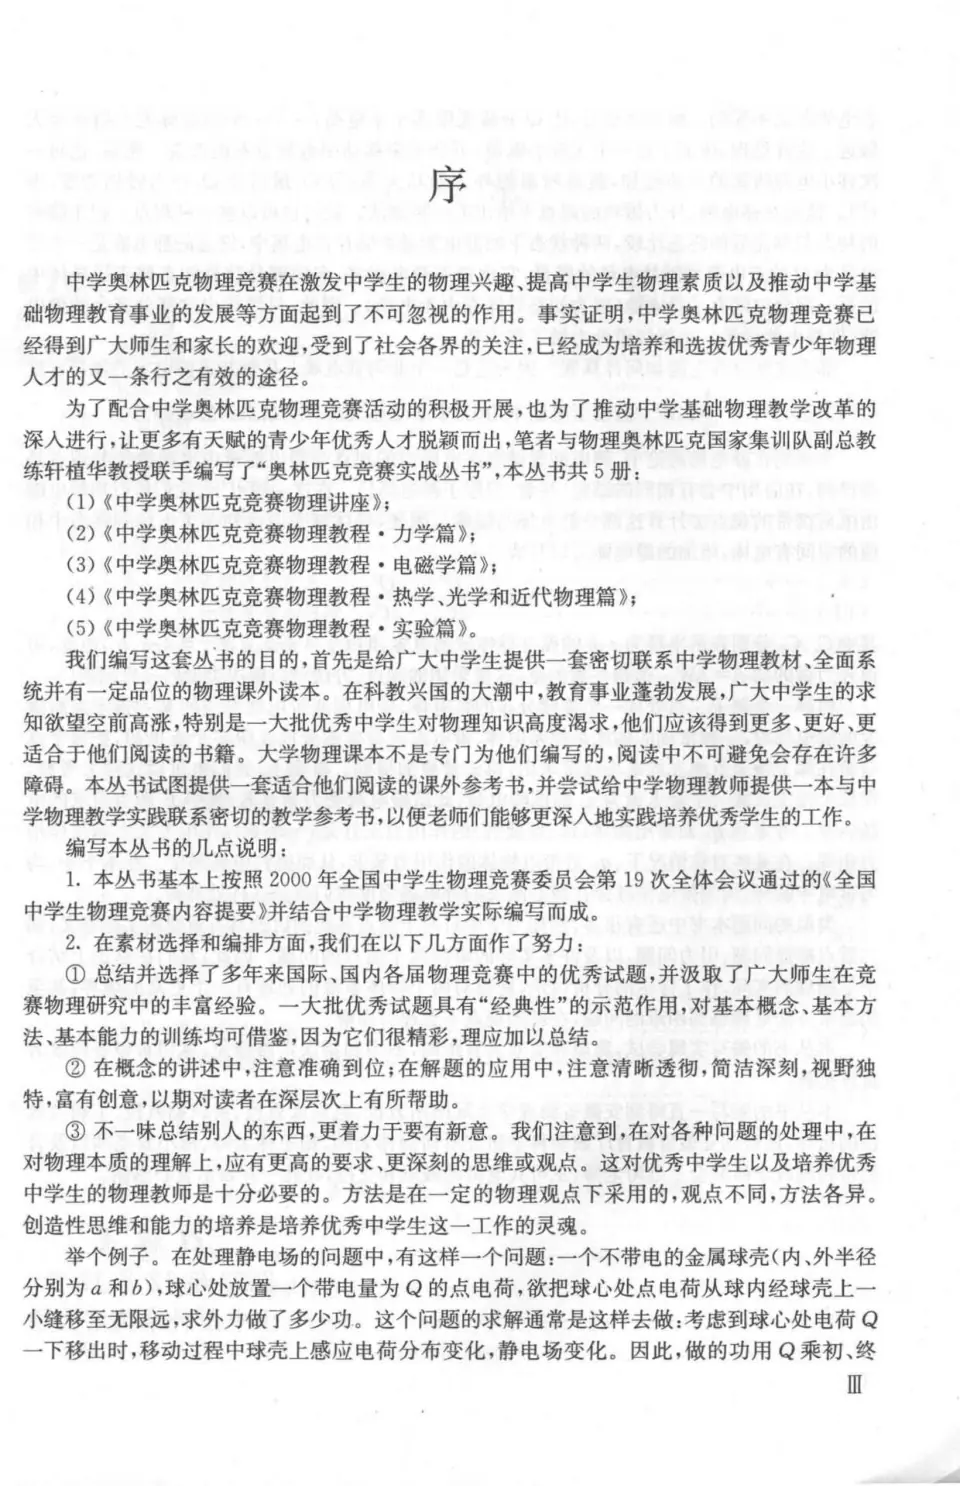 序
中学奥林匹克物理竞赛在激发中学生的物理兴趣、提高中学生物理素质以及推动中学基
础物理教育事业的发展等方面起到了不可忽视的作用。事实证明,中学奥林匹克物理竞赛已
经得到广大师生和家长的欢迎,受到了社会各界的关注,已经成为培养和选拔优秀青少年物理
人才的又一条行之有效的途径。
为了配合中学奥林匹克物理竞赛活动的积极开展,也为了推动中学基础物理教学改革的
深入进行,让更多有天赋的青少年优秀人才脱颖而出,笔者与物理奥林匹克国家集训队副总教
练轩植华教授联手编写了“奥林匹克竞赛实战丛书”,本丛书共5册:
(1)《中学奥林匹克竞赛物理讲座》;
(2)《中学奥林匹克竞赛物理教程·力学篇》;
(3)《中学奥林匹克竞赛物理教程·电磁学篇》;
(4)《中学奥林匹克竞赛物理教程·热学、光学和近代物理篇》;
(5)《中学奥林匹克竞赛物理教程·实验篇》。
我们编写这套丛书的目的,首先是给广大中学生提供一套密切联系中学物理教材、全面系
统并有一定品位的物理课外读本。在科教兴国的大潮中,教育事业蓬勃发展,广大中学生的求
知欲望空前高涨,特别是一大批优秀中学生对物理知识高度渴求,他们应该得到更多、更好、更
适合于他们阅读的书籍。大学物理课本不是专门为他们编写的,阅读中不可避免会存在许多
障碍。本丛书试图提供一套适合他们阅读的课外参考书,并尝试给中学物理教师提供一本与中
学物理教学实践联系密切的教学参考书,以便老师们能够更深入地实践培养优秀学生的工作。
编写本丛书的几点说明:
1. 本丛书基本上按照2000年全国中学生物理竞赛委员会第19次全体会议通过的《全国
中学生物理竞赛内容提要》并结合中学物理教学实际编写而成。
2. 在素材选择和编排方面,我们在以下几方面作了努力:
① 总结并选择了多年来国际、国内各届物理竞赛中的优秀试题,并汲取了广大师生在竞
赛物理研究中的丰富经验。一大批优秀试题具有“经典性”的示范作用,对基本概念、基本方
法、基本能力的训练均可借鉴,因为它们很精彩,理应加以总结。
② 在概念的讲述中,注意准确到位;在解题的应用中,注意清晰透彻,简洁深刻,视野独
特,富有创意,以期对读者在深层次上有所帮助。
③ 不一味总结别人的东西,更着力于要有新意。我们注意到,在对各种问题的处理中,在
对物理本质的理解上,应有更高的要求、更深刻的思维或观点。这对优秀中学生以及培养优秀
中学生的物理教师是十分必要的。方法是在一定的物理观点下采用的,观点不同,方法各异。
创造性思维和能力的培养是培养优秀中学生这一工作的灵魂。
举个例子。在处理静电场的问题中,有这样一个问题:一个不带电的金属球壳(内、外半径
分别为a和b),球心处放置一个带电量为Q的点电荷,欲把球心处点电荷从球内经球壳上一
小缝移至无限远,求外力做了多少功。这个问题的求解通常是这样去做:考虑到球心处电荷Q
一下移出时,移动过程中球壳上感应电荷分布变化,静电场变化。因此,做的功用Q乘初、终
Ⅲ